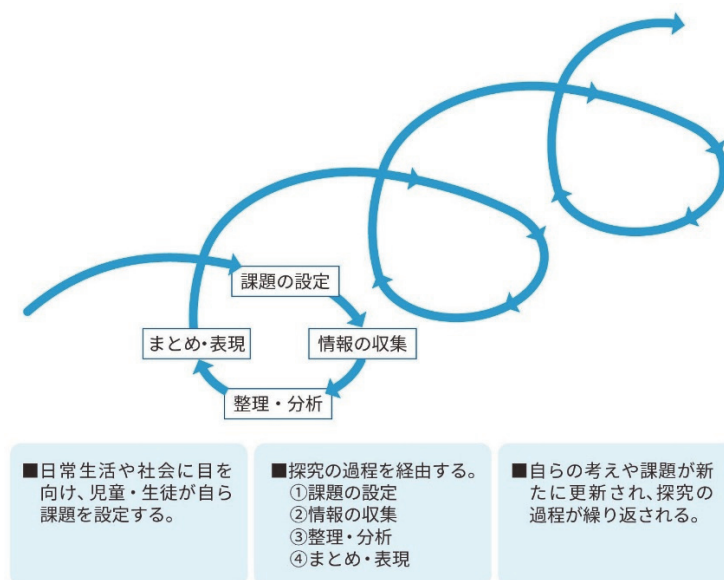 課題の設定
まとめ・表現
情報の収集
整理・分析
■日常生活や社会に目を
向け、児童・生徒が自ら
課題を設定する。
■探究の過程を経由する。
①課題の設定
②情報の収集
③整理・分析
④まとめ・表現
■自らの考えや課題が新
たに更新され、探究の
過程が繰り返される。